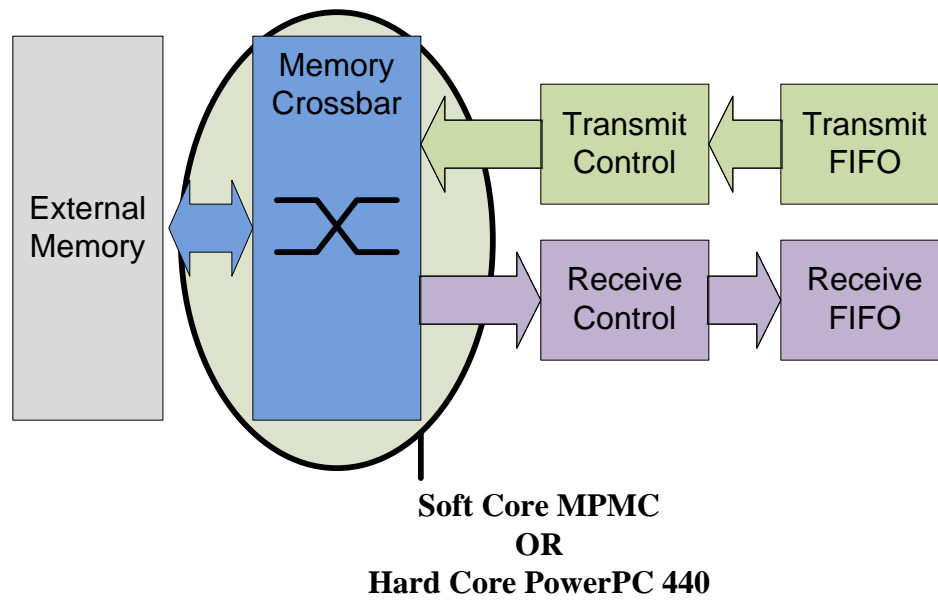 External
Memory
Memory
Crossbar
Transmit
Control
Transmit
FIFO
Receive
Control
Receive
FIFO
Soft Core MPMC
OR
Hard Core PowerPC 440